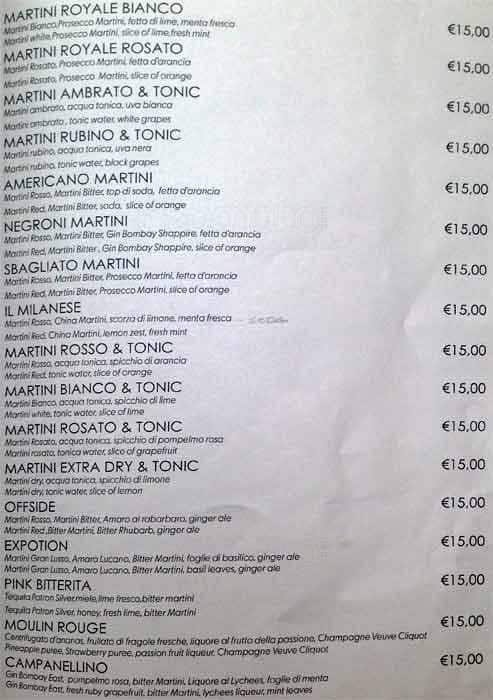 MARTINI ROYALE BIANCO
Martini Bianco,Prosecco Martini, fetta di lime, menta fresca €15,00
Martini white,Prosecco Martini, slice of lime,fresh mint
MARTINI ROYALE ROSATO
Martini Rosato, Prosecco Martini, fetta d'arancia €15,00
Martini Rosato, Prosecco Martini, slice of orange
MARTINI AMBRATO & TONIC
Martini ambrato, acqua tonica, uva bianca €15,00
Martini ambrato , tonic water, white grapes
MARTINI RUBINO & TONIC
Martini rubino, acqua tonica, uva nera €15,00
Martini rubino, tonic water, black grapes
AMERICANO MARTINI
Martini Rosso, Martini Bitter, top di soda, fetta d'arancia €15,00
Martini Red, Martini Bitter, soda, slice of orange
NEGRONI MARTINI
Martini Rosso, Martini Bitter, Gin Bombay Shappire, fetta d'arancia €15,00
Martini Red, Martini Bitter , Gin Bombay Shappire, slice of orange
SBAGLIATO MARTINI
Martini Rosso, Martini Bitter, Prosecco Martini, fetta d'arancia €15,00
Martini Red, Martini Bitter, Prosecco Martini, slice of orange
IL MILANESE €15,00
Martini Rosso, China Martini, scorza di limone, menta fresca
Martini Red, China Martini, lemon zest, fresh mint
MARTINI ROSSO & TONIC €15,00
Martini Rosso, acqua tonica, spicchio di arancia
Martini Red, tonic water, slice of orange
MARTINI BIANCO & TONIC €15,00
Martini Bianco, acqua tonica, spicchio di lime
Martini white, tonic water, slice of lime
MARTINI ROSATO & TONIC €15,00
Martini Rosato, acqua tonica, spicchio di pompelmo rosa
Martini rosato, tonica water, slice of grapefruit
MARTINI EXTRA DRY & TONIC €15,00
Martini dry, acqua tonica, spicchio di limone
Martini dry, tonic water, slice of lemon
OFFSIDE €15,00
Martini Rosso, Martini Bitter, Amaro al rabarbaro, ginger ale
Martini Red ,Bitter Martini, Bitter Rhubarb, ginger ale
EXPOTION €15,00
Martini Gran Lusso, Amaro Lucano, Bitter Martini, foglie di basilico, ginger ale
Martini Gran Lusso, Amaro Lucano, Bitter Martini, basil leaves, ginger ale
PINK BITTERITA €15,00
Tequila Patron Silver,miele,lime fresco,bitter martini
Tequila Patron Silver, honey, fresh lime, bitter Martini
MOULIN ROUGE €15,00
Centrifugato d'ananas, frullato di fragole fresche, liquore al frutto della passione, Champagne Veuve Cliquot
Pineapple puree, Strawberry puree, passion fruit liqueur, Champagne Veuve Cliquot
CAMPANELLINO €15,00
Gin Bombay East, pumpelmo rosa, bitter Martini, Liquore al Lychees, foglie di menta
Gin Bombay East, fresh ruby grapefruit, bitter Martini, lychees liqueur, mint leaves